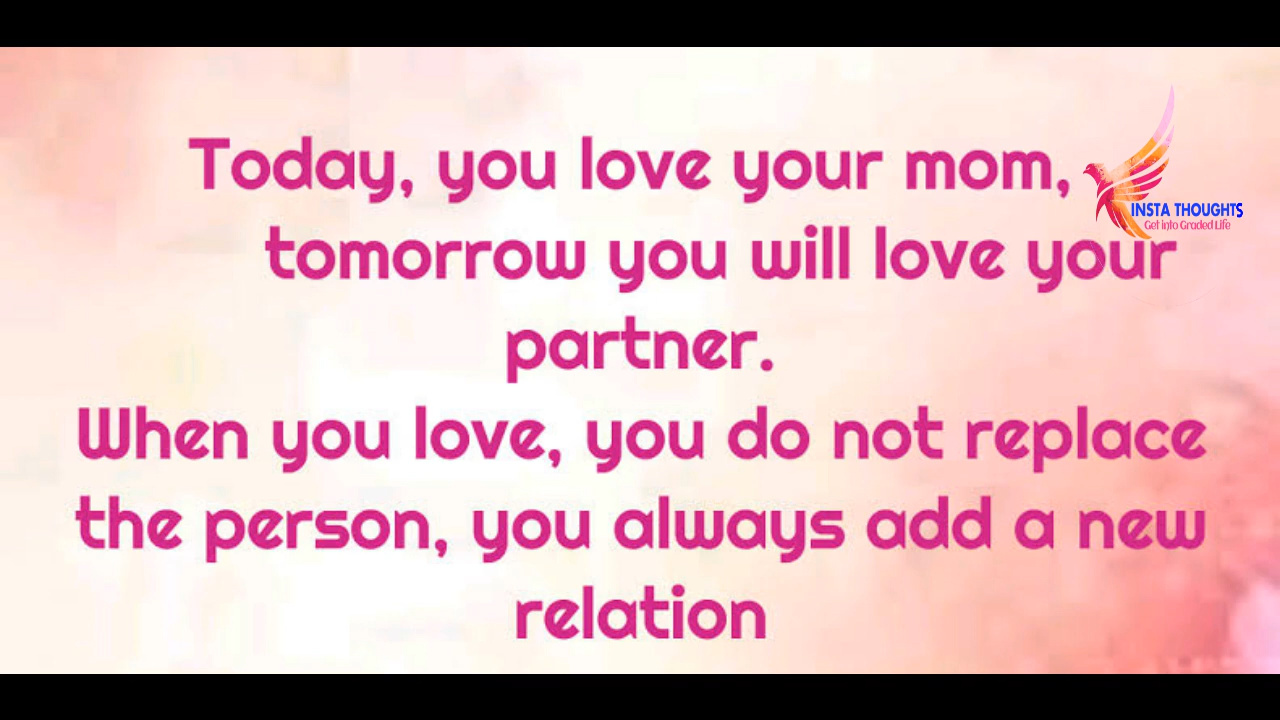 Today, you love your mom,
INSTA THOUGHTS
Get into Graded Life
tomorrow you will love your
partner.
When you love, you do not replace
the person, you always add a new
relation